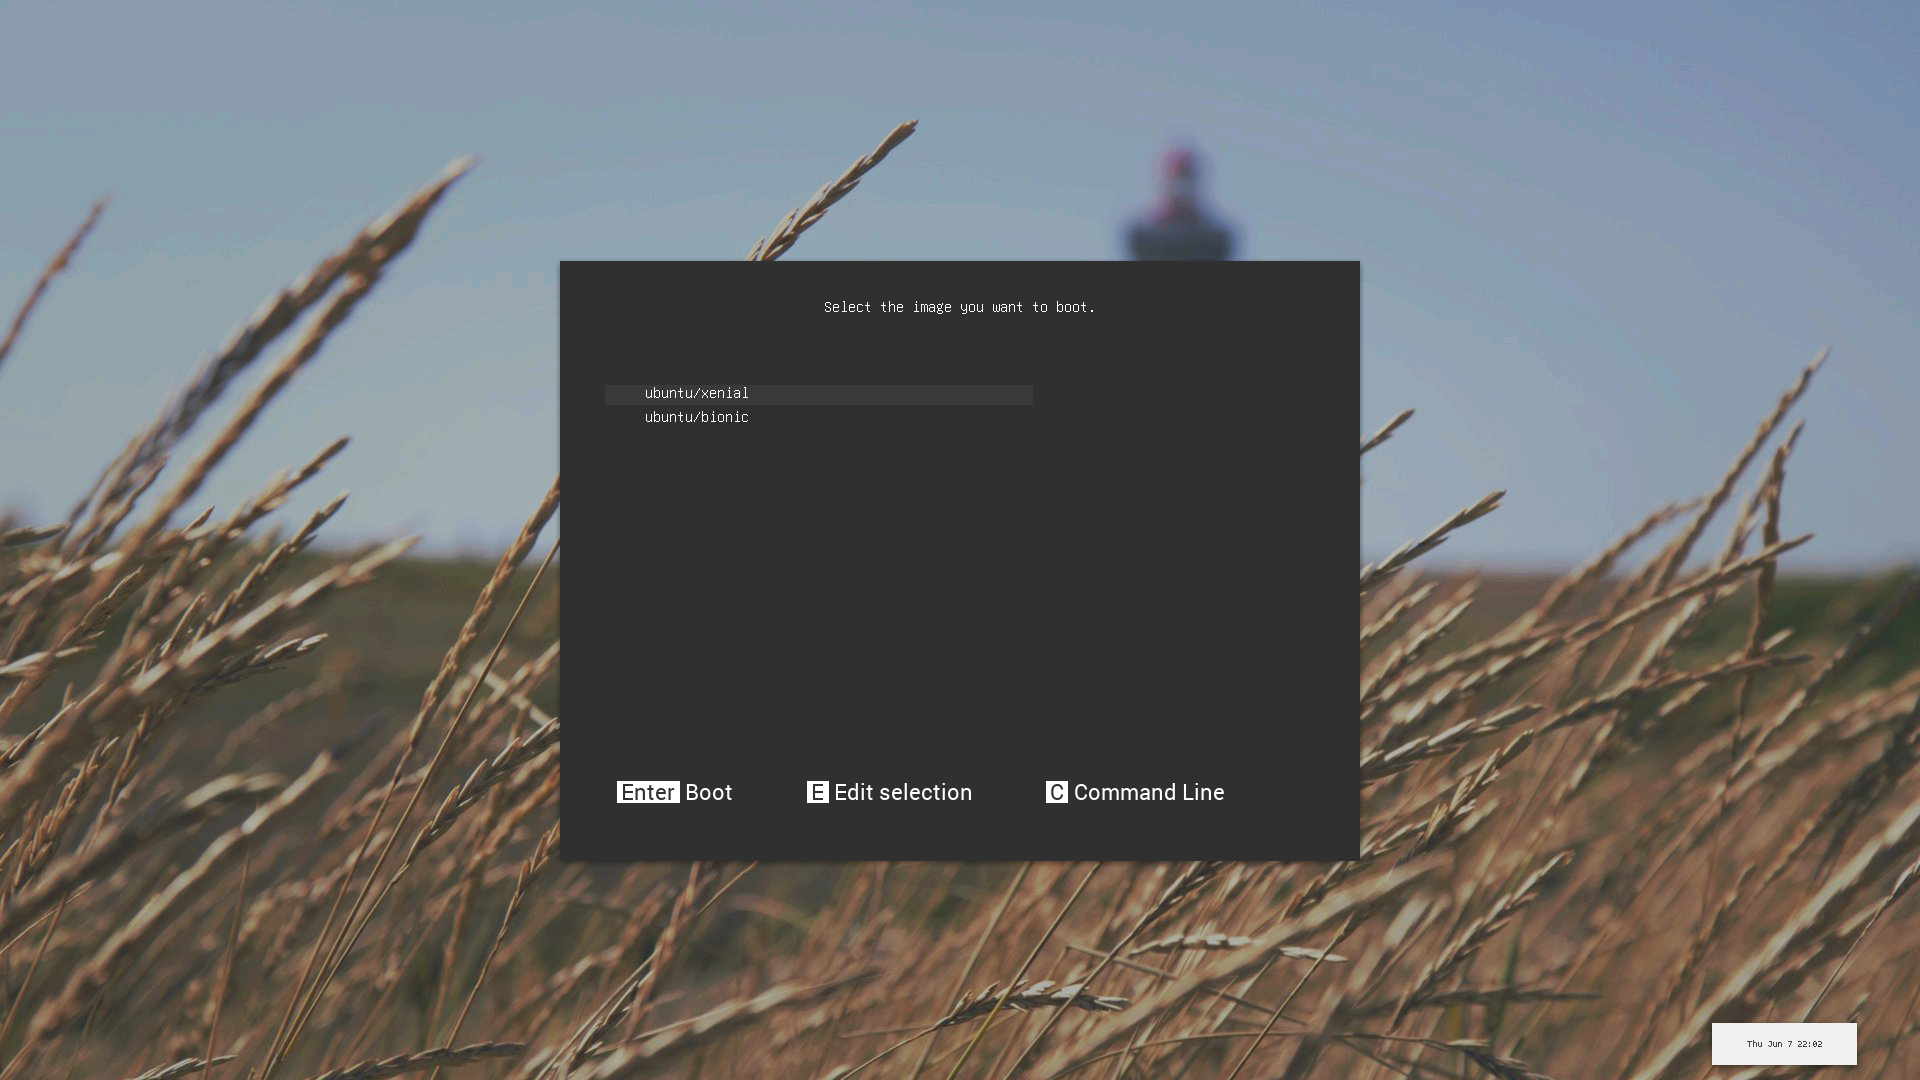 Select the image you want to boot.
ubuntu/xenial
ubuntu/bionic
Enter Boot E Edit selection C Command Line
Thu Jun 7 22:02